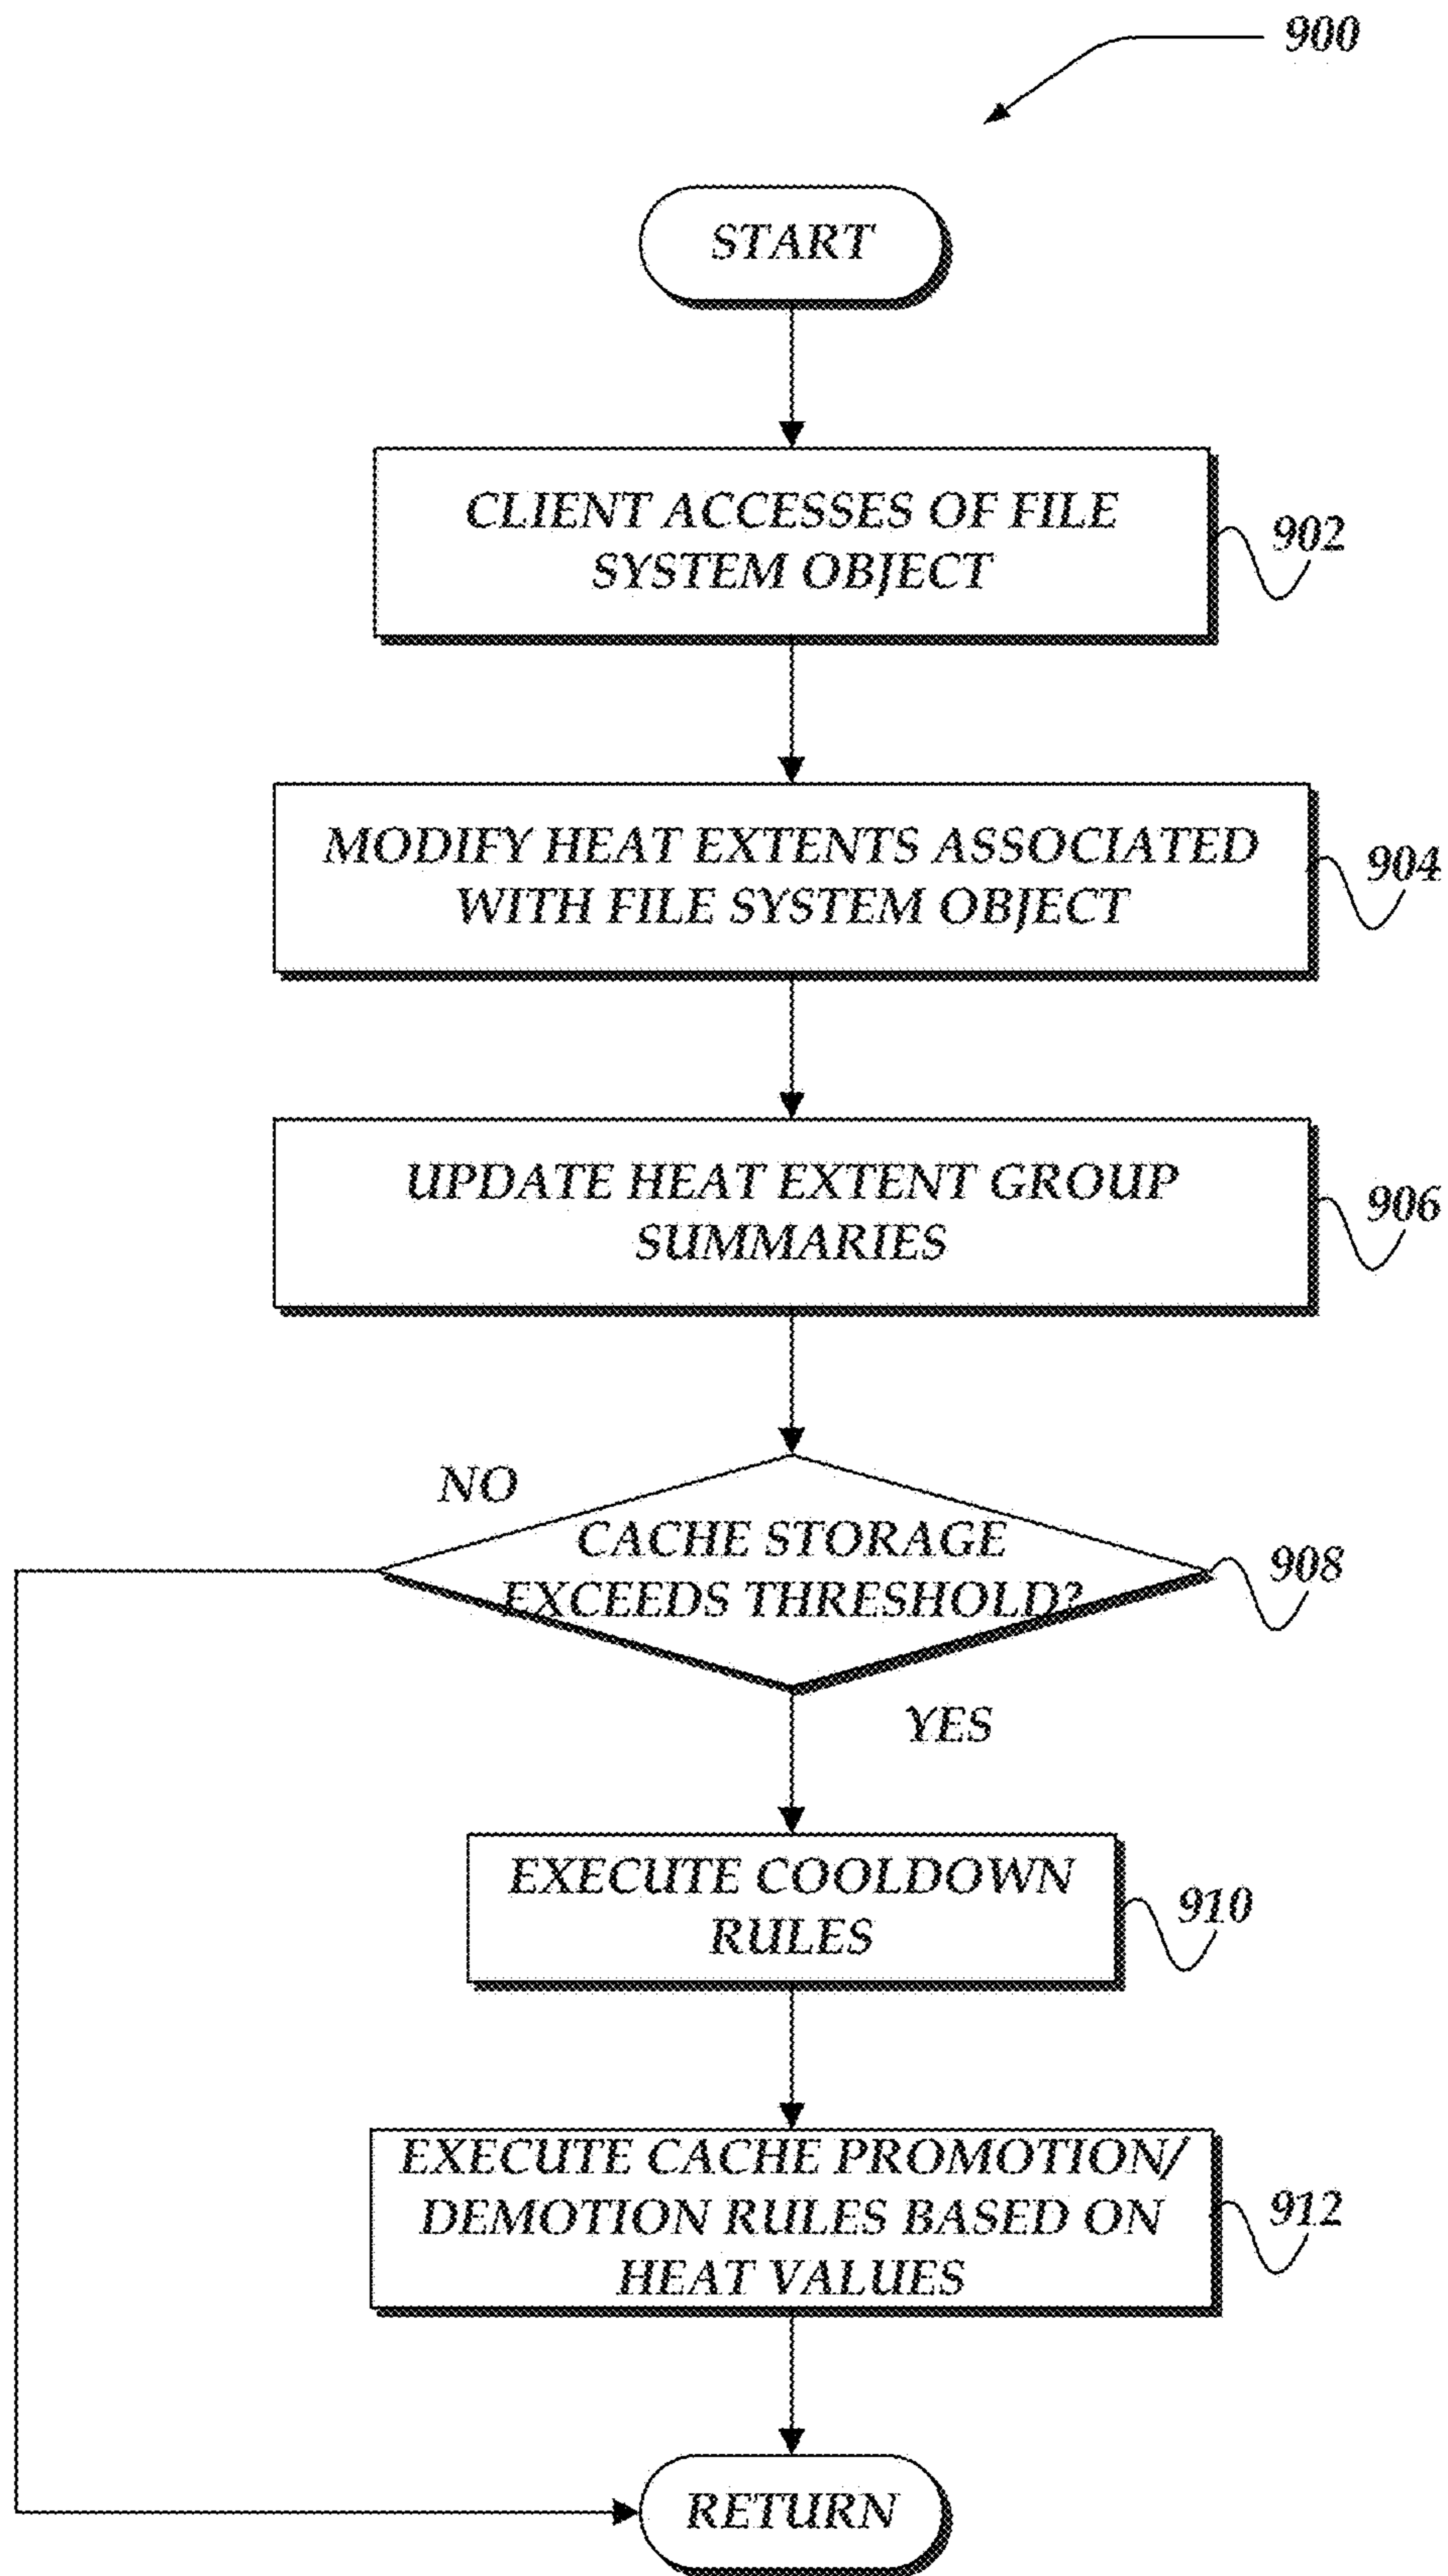 900
START
CLIENT ACCESSES OF FILE
SYSTEM OBJECT
902
MODIFY HEAT EXTENTS ASSOCIATED
WITH FILE SYSTEM OBJECT
904
UPDATE HEAT EXTENT GROUP
SUMMARIES
906
NO
CACHE STORAGE
EXCEEDS THRESHOLD?
908
YES
EXECUTE COOLDOWN
RULES
910
EXECUTE CACHE PROMOTION/
DEMOTION RULES BASED ON
HEAT VALUES
912
RETURN